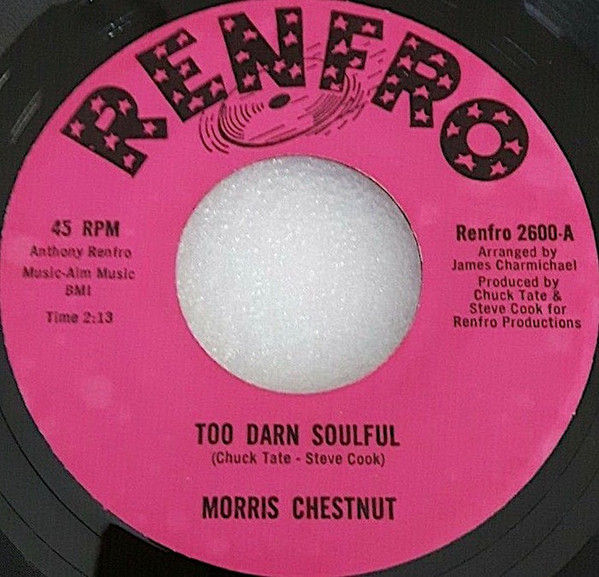 RENFRO
45 RPM
Anthony Renfro
Music-Aim Music
BMI
Time 2:13
Renfro 2600-A
Arranged by
James Charmichael
Produced by
Chuck Tate &
Steve Cook for
Renfro Productions
TOO DARN SOULFUL
(Chuck Tate - Steve Cook)
MORRIS CHESTNUT